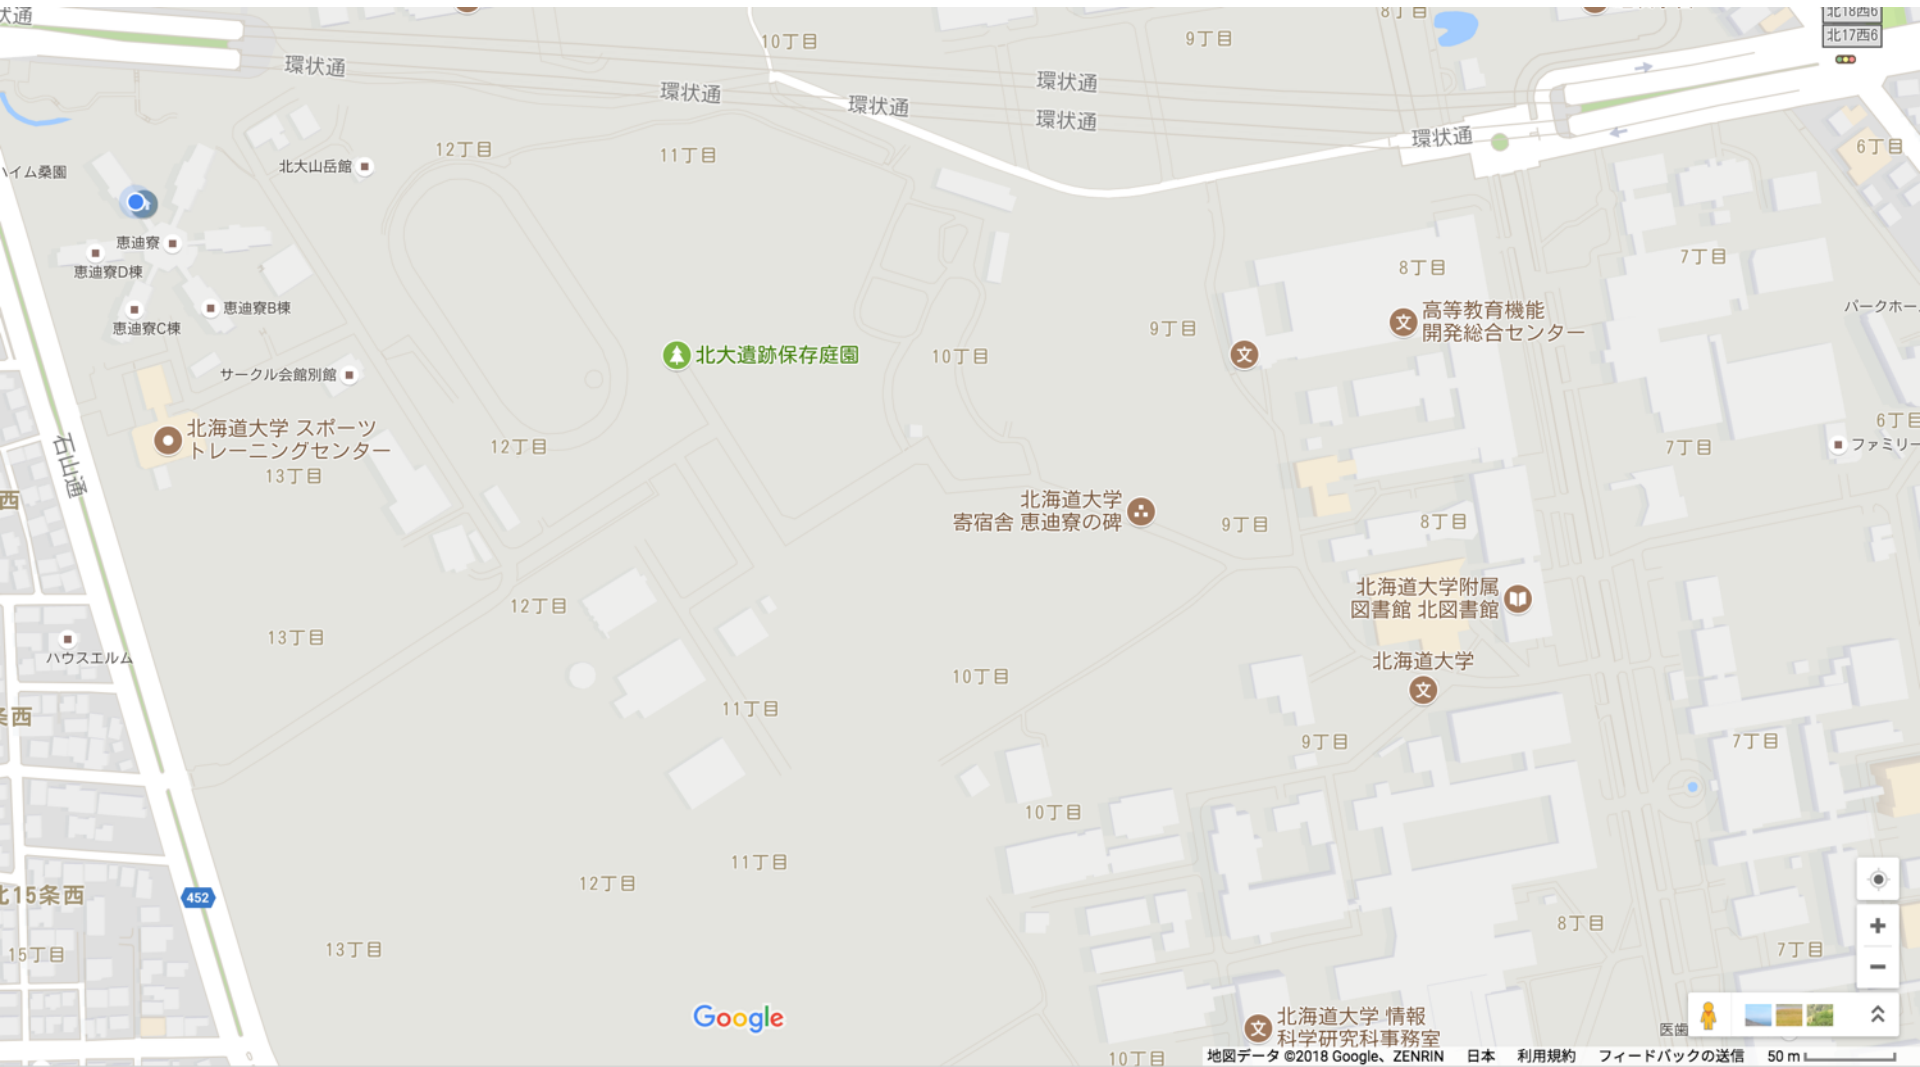 状通
環状通
10丁目
環状通
環状通
9丁目
環状通
環状通
8丁目
北18西6
北17西6
環状通
6丁目
12丁目
11丁目
北大山岳館
ハイム桑園
恵迪寮
恵迪寮D棟
恵迪寮B棟
恵迪寮C棟
サークル会館別館
北大遺跡保存庭園
10丁目
9丁目
8丁目
高等教育機能
開発総合センター
7丁目
パークホー
6丁目
ファミリー
7丁目
北海道大学 スポーツ
トレーニングセンター
13丁目
12丁目
石山通
西
北海道大学
寄宿舎 恵迪寮の碑
9丁目
8丁目
北海道大学附属
図書館 北図書館
北海道大学
12丁目
13丁目
ハウスエルム
条西
11丁目
10丁目
9丁目
7丁目
10丁目
11丁目
12丁目
北15条西
452
15丁目
13丁目
8丁目
7丁目
Google
北海道大学 情報
科学研究科事務室
医歯
10丁目
地図データ ©2018 Google、ZENRIN 日本 利用規約 フィードバックの送信 50 m